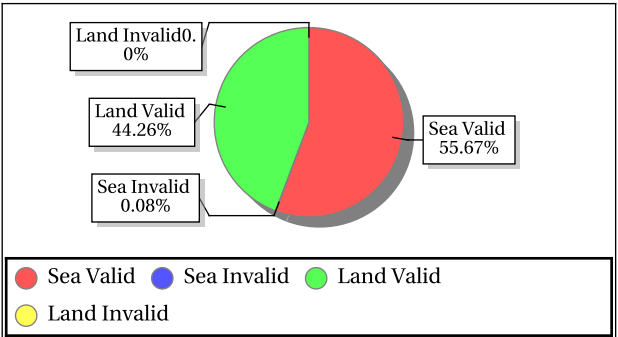 Land Invalid0.
0%
Land Valid
44.26%
Sea Valid
55.67%
Sea Invalid
0.08%
Sea Valid Sea Invalid Land Valid
Land Invalid